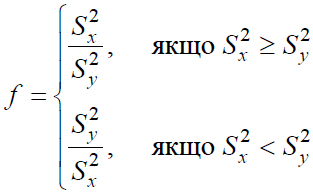 f = { S_x^2 / S_y^2, якщо S_x^2 ≥ S_y^2
S_y^2 / S_x^2, якщо S_x^2 < S_y^2